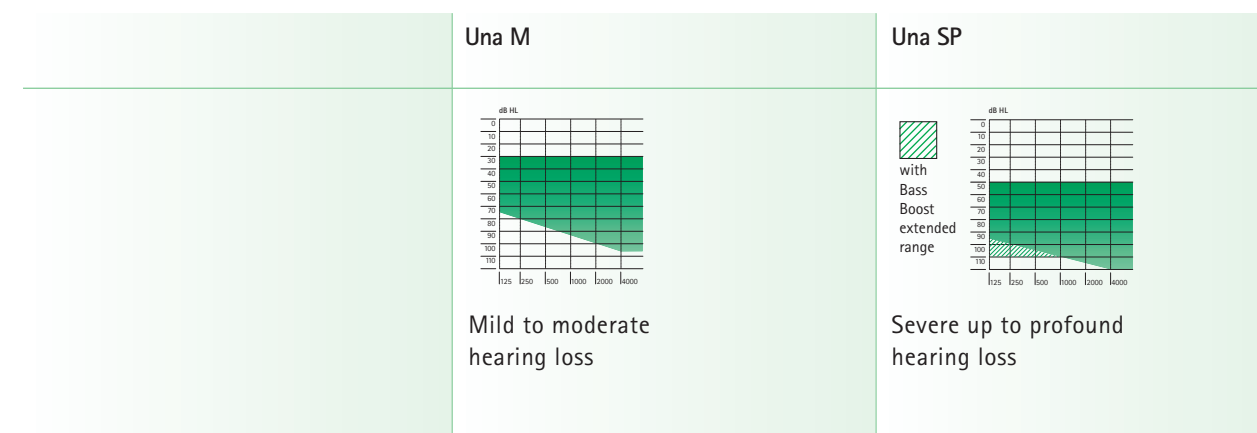 Una M
Una SP
dB HL
0
10
20
30
40
50
60
70
80
90
100
110
125 250 500 1000 2000 4000
Mild to moderate
hearing loss
with
Bass
Boost
extended
range
dB HL
0
10
20
30
40
50
60
70
80
90
100
110
125 250 500 1000 2000 4000
Severe up to profound
hearing loss